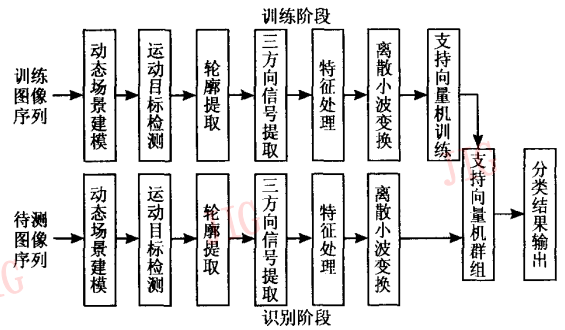 训练阶段
训练
图像
序列
动态场景建模
运动目标检测
轮廓提取
三方向信号提取
特征处理
离散小波变换
支持向量机训练
待测
图像
序列
动态场景建模
运动目标检测
轮廓提取
三方向信号提取
特征处理
离散小波变换
支持向量机群组
分类结果输出
识别阶段
JIG
JIG